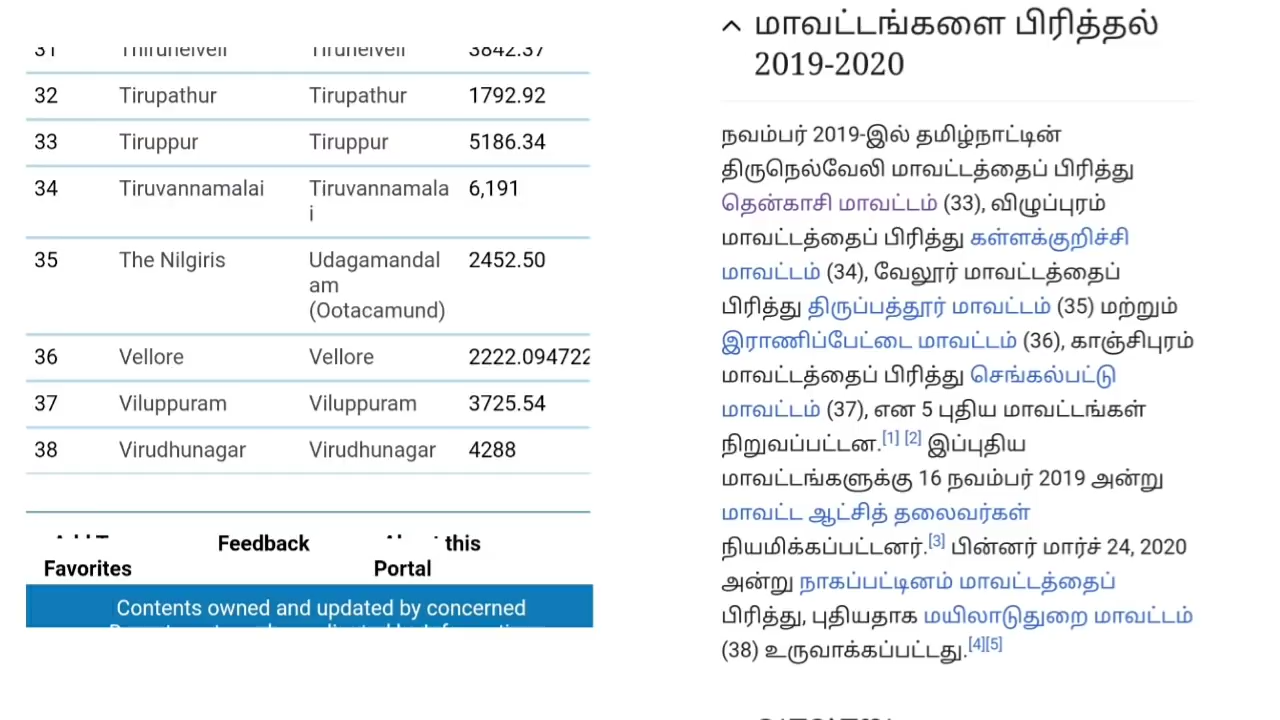 32 Tirupathur Tirupathur 1792.92
33 Tiruppur Tiruppur 5186.34
34 Tiruvannamalai Tiruvannamala 6,191
i
35 The Nilgiris Udagamandal 2452.50
am
(Ootacamund)
36 Vellore Vellore 2222.094722
37 Viluppuram Viluppuram 3725.54
38 Virudhunagar Virudhunagar 4288
Feedback this
Favorites Portal
Contents owned and updated by concerned
மாவட்டங்களை பிரித்தல்
2019-2020
நவம்பர் 2019-இல் தமிழ்நாட்டின்
திருநெல்வேலி மாவட்டத்தைப் பிரித்து
தென்காசி மாவட்டம் (33), விழுப்புரம்
மாவட்டத்தைப் பிரித்து கள்ளக்குறிச்சி
மாவட்டம் (34), வேலூர் மாவட்டத்தைப்
பிரித்து திருப்பத்தூர் மாவட்டம் (35) மற்றும்
இராணிப்பேட்டை மாவட்டம் (36), காஞ்சிபுரம்
மாவட்டத்தைப் பிரித்து செங்கல்பட்டு
மாவட்டம் (37), என 5 புதிய மாவட்டங்கள்
நிறுவப்பட்டன.[1] [2] இப்புதிய
மாவட்டங்களுக்கு 16 நவம்பர் 2019 அன்று
மாவட்ட ஆட்சித் தலைவர்கள்
நியமிக்கப்பட்டனர்.[3] பின்னர் மார்ச் 24, 2020
அன்று நாகப்பட்டினம் மாவட்டத்தைப்
பிரித்து, புதியதாக மயிலாடுதுறை மாவட்டம்
(38) உருவாக்கப்பட்டது.[4][5]